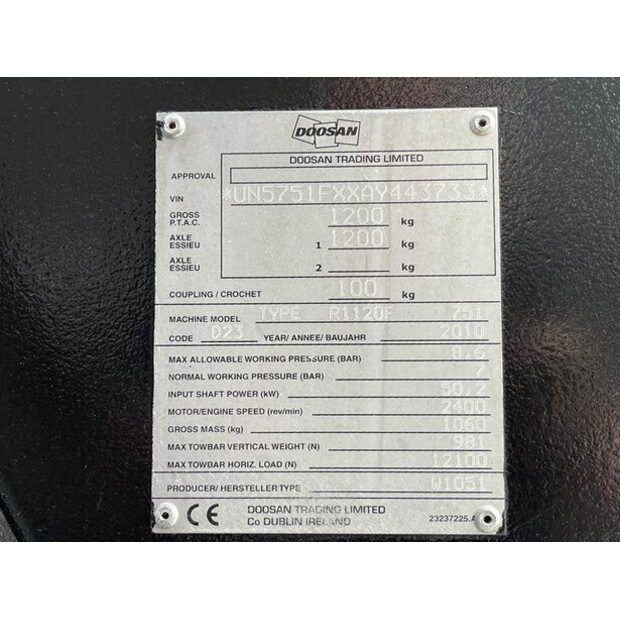 DOOSAN
DOOSAN TRADING LIMITED
APPROVAL
VIN *UN5751FXXAY443733*
GROSS P.T.A.C. 1200 kg
AXLE ESSIEU 1 1200 kg
AXLE ESSIEU 2 kg
COUPLING / CROCHET 100 kg
MACHINE MODEL TYPE R1120F 751
CODE D23 YEAR/ ANNEE/ BAUJAHR 2010
MAX ALLOWABLE WORKING PRESSURE (BAR) 8.6
NORMAL WORKING PRESSURE (BAR) 7
INPUT SHAFT POWER (kW) 50,2
MOTOR/ENGINE SPEED (rev/min) 2400
GROSS MASS (kg) 1060
MAX TOWBAR VERTICAL WEIGHT (N) 981
MAX TOWBAR HORIZ. LOAD (N) 12100
PRODUCER/ HERSTELLER TYPE W1051
CE DOOSAN TRADING LIMITED
Co DUBLIN IRELAND
23237225.A